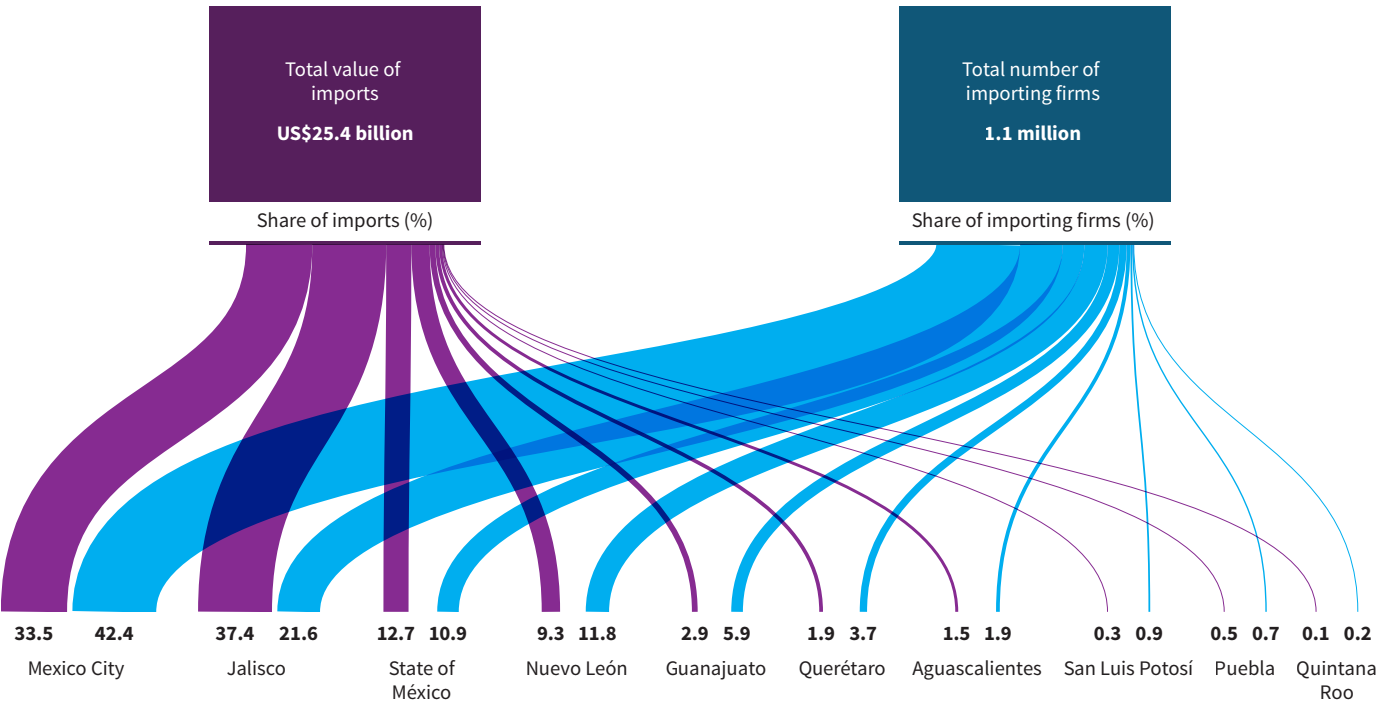 Total value of
imports
US$25.4 billion
Total number of
importing firms
1.1 million
Share of imports (%)
Share of importing firms (%)
33.5 42.4 37.4 21.6 12.7 10.9 9.3 11.8 2.9 5.9 1.9 3.7 1.5 1.9 0.3 0.9 0.5 0.7 0.1 0.2
Mexico City Jalisco State of Nuevo León Guanajuato Querétaro Aguascalientes San Luis Potosí Puebla Quintana
México Roo